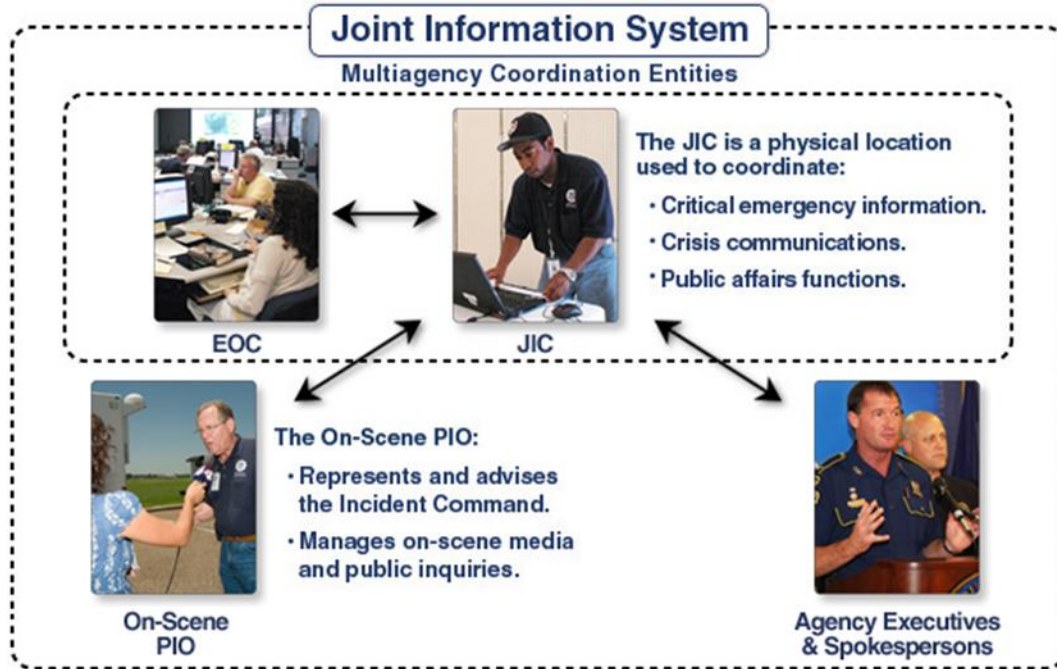 Joint Information System
Multiagency Coordination Entities
EOC
JIC
The JIC is a physical location
used to coordinate:
· Critical emergency information.
· Crisis communications.
· Public affairs functions.
The On-Scene PIO:
· Represents and advises
the Incident Command.
· Manages on-scene media
and public inquiries.
On-Scene
PIO
Agency Executives
& Spokespersons